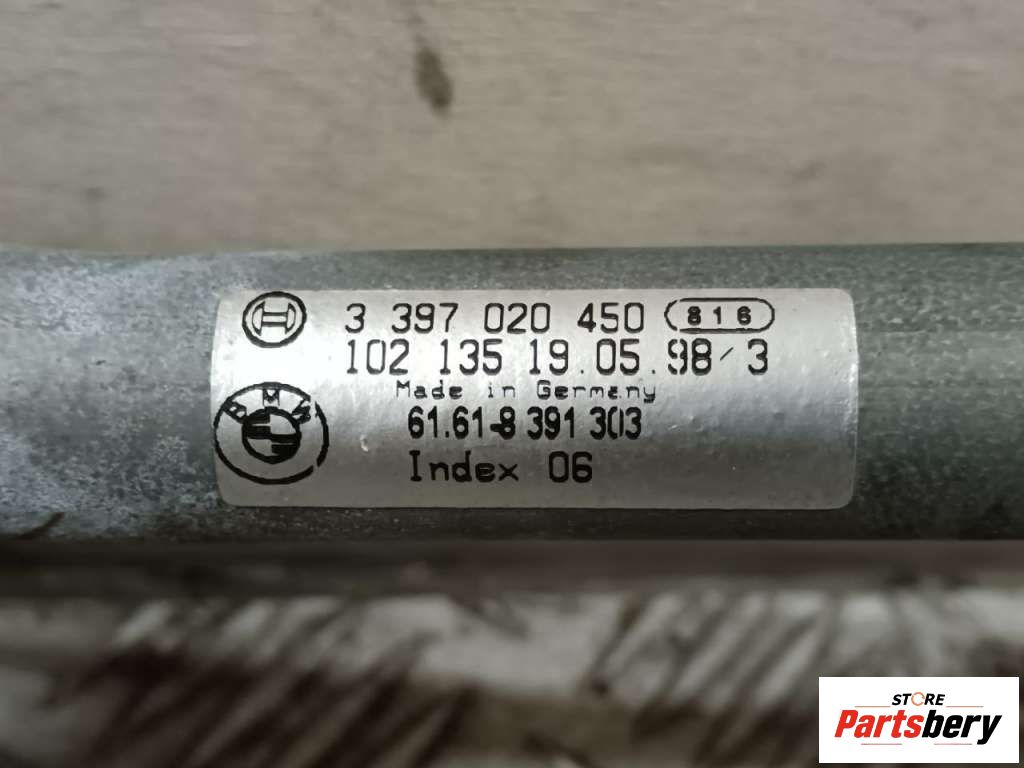 3 397 020 450 816
102 135 19.05.98/3
Made in Germany
BMW
61.61-8 391 303
Index 06
STORE
Partsbery